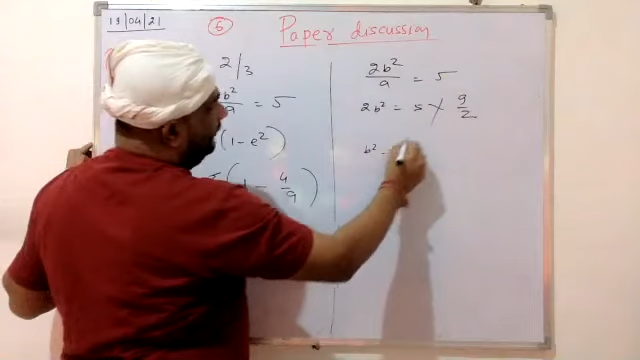 19/04/21
5
Paper discussion
2/3
b²/a = 5
(1 - e²)
(1 - 4/9)
2b²/a = 5
2b² = 5 × 9/2
b² =